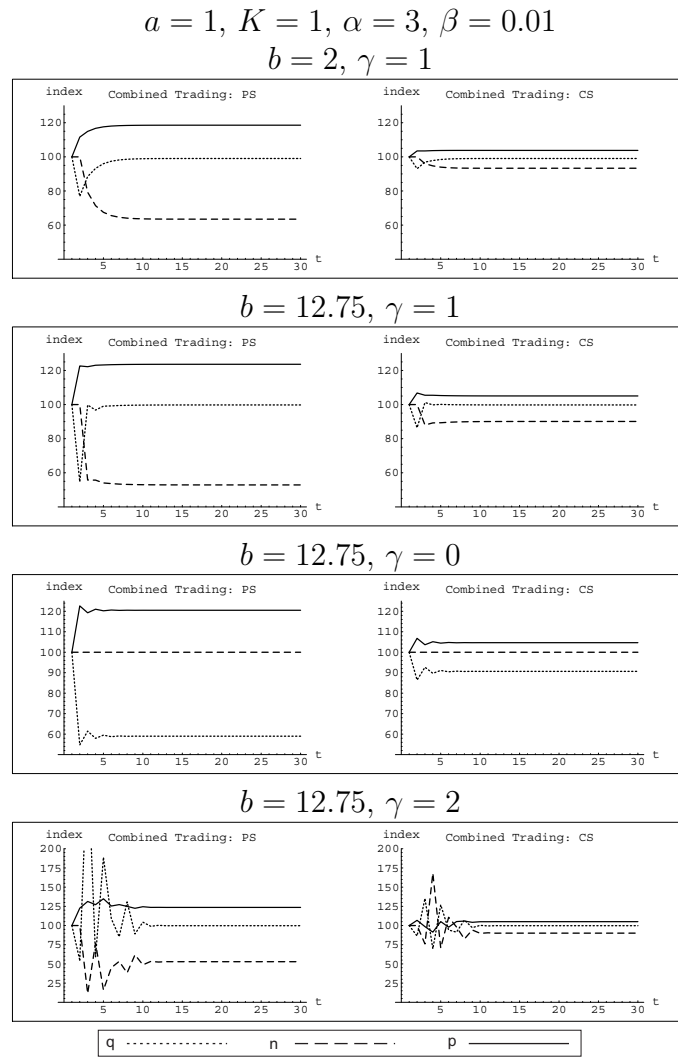 a = 1, K = 1, α = 3, β = 0.01
b = 2, γ = 1
index Combined Trading: PS
120
100
80
60
5 10 15 20 25 30 t
index Combined Trading: CS
120
100
80
60
5 10 15 20 25 30 t
b = 12.75, γ = 1
index Combined Trading: PS
120
100
80
60
5 10 15 20 25 30 t
index Combined Trading: CS
120
100
80
60
5 10 15 20 25 30 t
b = 12.75, γ = 0
index Combined Trading: PS
120
110
100
90
80
70
60
5 10 15 20 25 30 t
index Combined Trading: CS
120
110
100
90
80
70
60
5 10 15 20 25 30 t
b = 12.75, γ = 2
index Combined Trading: PS
200
175
150
125
100
75
50
25
5 10 15 20 25 30 t
index Combined Trading: CS
200
175
150
125
100
75
50
25
5 10 15 20 25 30 t
q n p